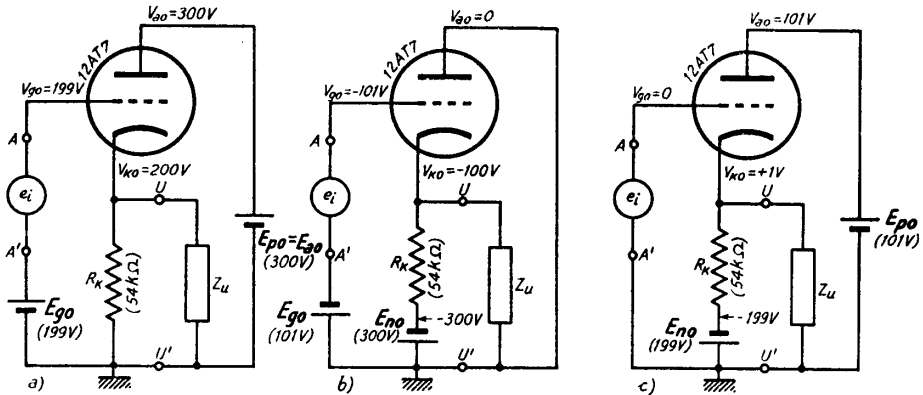 Vao=300V
12AT7
Vgo=199V
A
ei
A'
Ego
(199V)
VKO=200V
U
RK
(54kΩ)
Zu
Epo=Eao
(300V)
U'
a)
Vao=0
12AT7
Vgo=-101V
A
ei
A'
Ego
(101V)
VKO=-100V
U
RK
(54kΩ)
Zu
-300V
Eno
(300V)
U'
b)
Vao=101V
12AT7
Vgo=0
A
ei
A'
VKO=+1V
U
RK
(54kΩ)
Zu
Epo
(101V)
-199V
Eno
(199V)
U'
c)